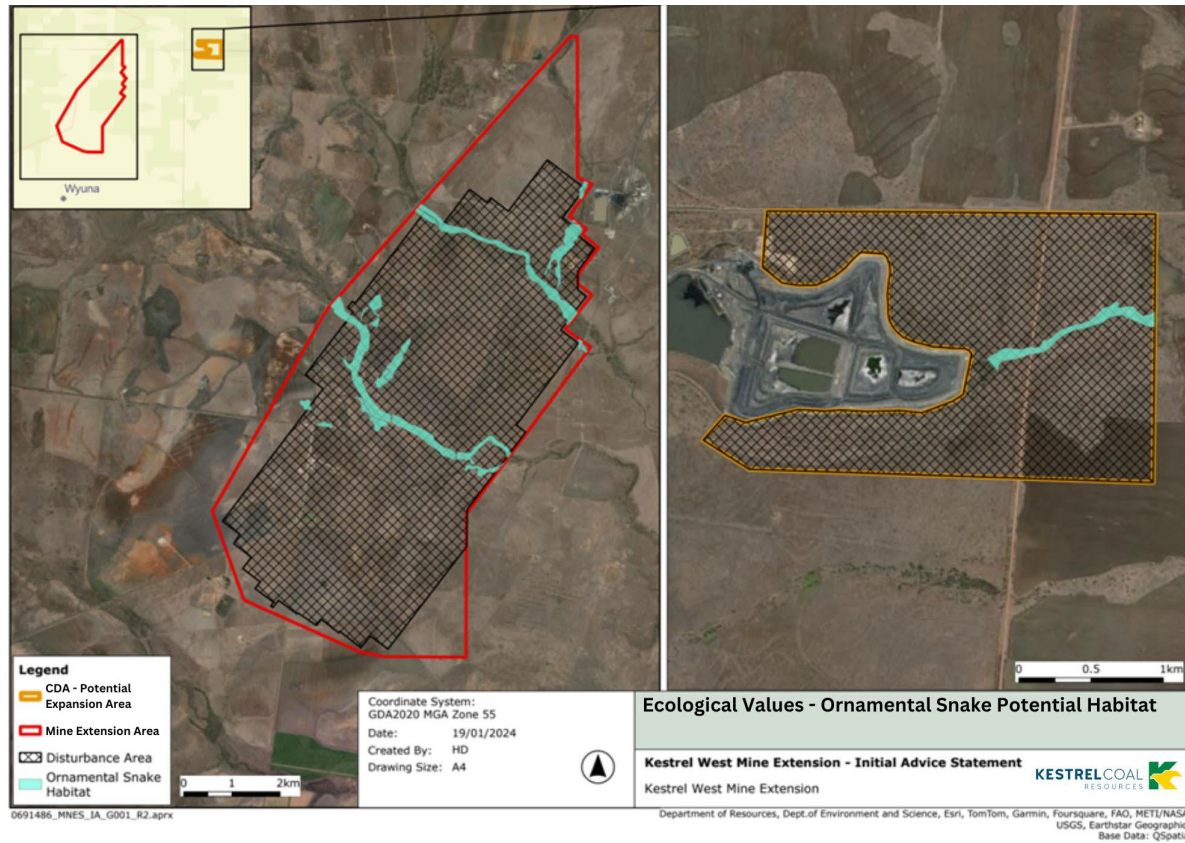 Wyuna
0 0.5 1km
Legend
CDA - Potential
Expansion Area
Mine Extension Area
Disturbance Area
Ornamental Snake
Habitat
0 1 2km
Coordinate System:
GDA2020 MGA Zone 55
Date: 19/01/2024
Created By: HD
Drawing Size: A4
Ecological Values - Ornamental Snake Potential Habitat
Kestrel West Mine Extension - Initial Advice Statement
Kestrel West Mine Extension
KESTRELCOAL
RESOURCES
0691486_MNES_IA_G001_R2.aprx
Department of Resources, Dept.of Environment and Science, Esri, TomTom, Garmin, Foursquare, FAO, METI/NASA
USGS, Earthstar Geographic
Base Data: QSpati